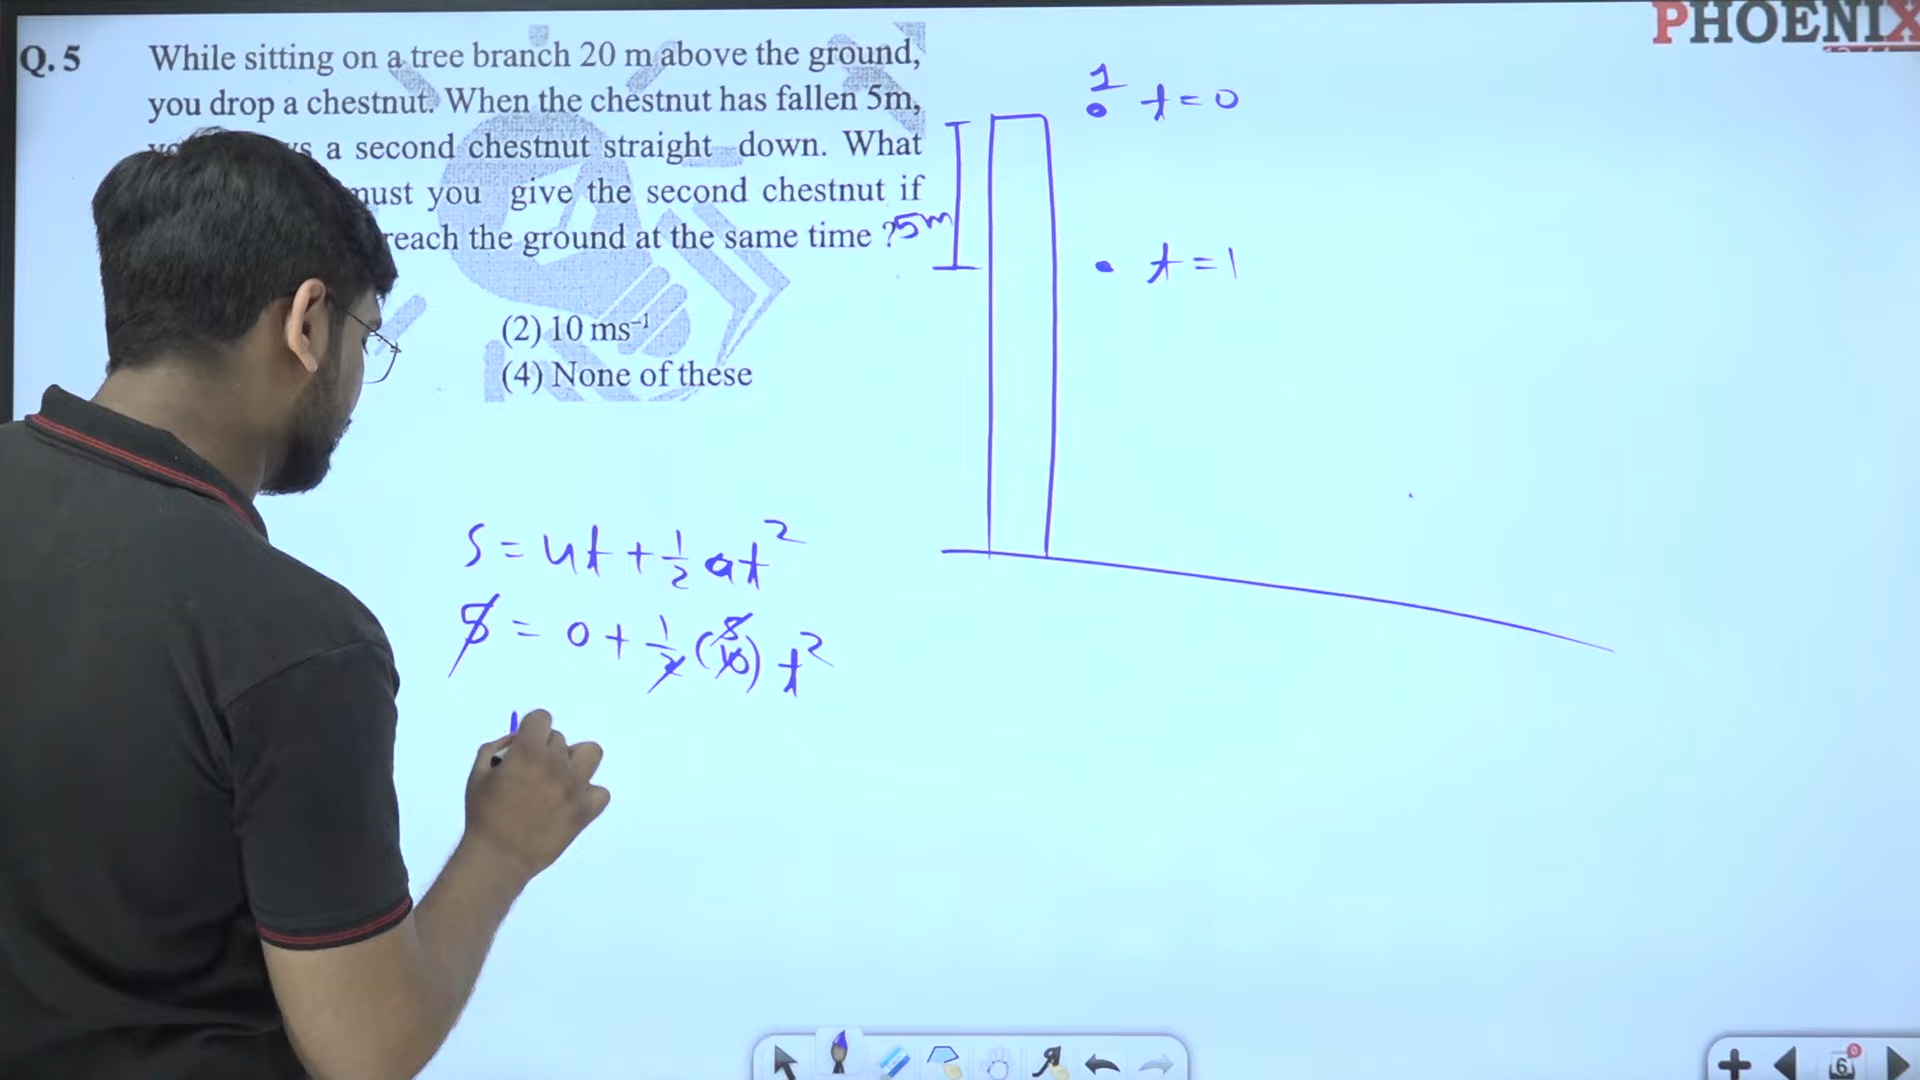 PHOENIX
Q. 5 While sitting on a tree branch 20 m above the ground,
you drop a chestnut. When the chestnut has fallen 5m,
a second chestnut straight down. What
must you give the second chestnut if
reach the ground at the same time ?
(2) 10 ms⁻¹
(4) None of these
1
t = 0
5m
t = 1
S = ut + 1/2 at²
5 = 0 + 1/2 (10) t²
5
6